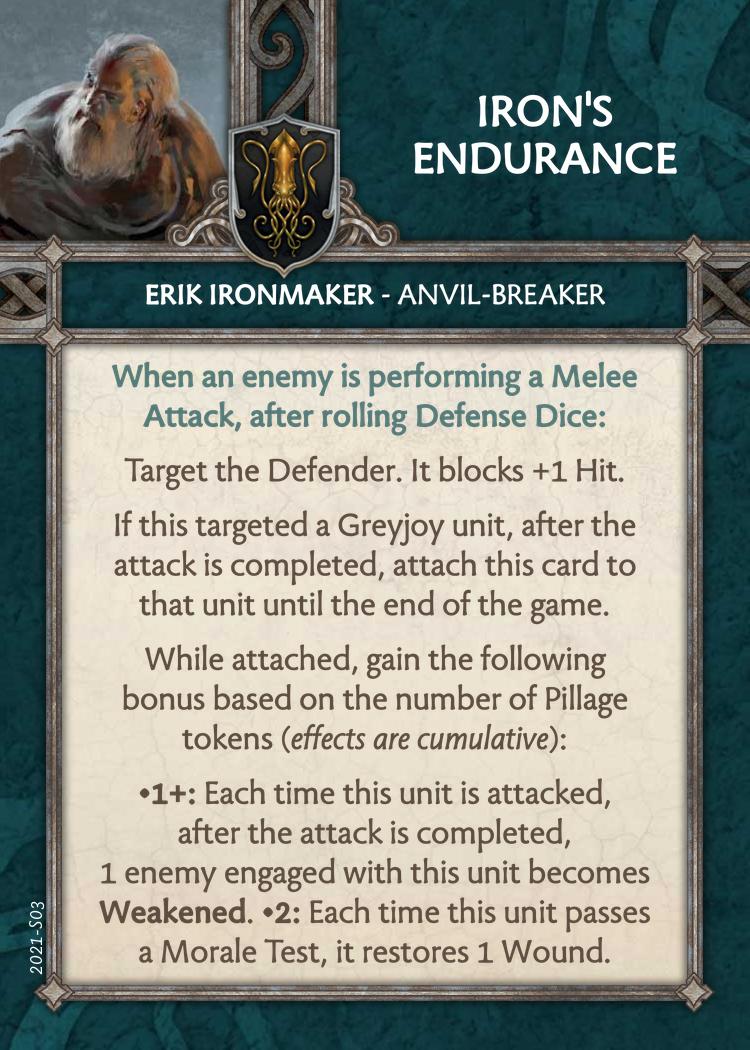 IRON'S
ENDURANCE
ERIK IRONMAKER - ANVIL-BREAKER
When an enemy is performing a Melee
Attack, after rolling Defense Dice:
Target the Defender. It blocks +1 Hit.
If this targeted a Greyjoy unit, after the
attack is completed, attach this card to
that unit until the end of the game.
While attached, gain the following
bonus based on the number of Pillage
tokens (effects are cumulative):
•1+: Each time this unit is attacked,
after the attack is completed,
1 enemy engaged with this unit becomes
Weakened. •2: Each time this unit passes
a Morale Test, it restores 1 Wound.
2021-S03